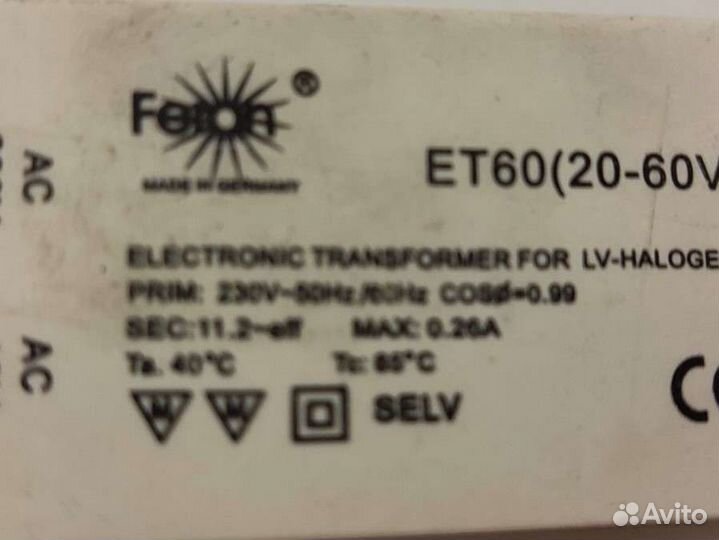 Feron ®
MADE IN GERMANY
ET60(20-60W
ELECTRONIC TRANSFORMER FOR LV-HALOGE
PRIM: 230V~50Hz/60Hz COSØ=0.99
SEC:11.2~eff MAX: 0.26A
Ta. 40°C Tc: 85°C
M M SELV
CE
AC
AC
Avito